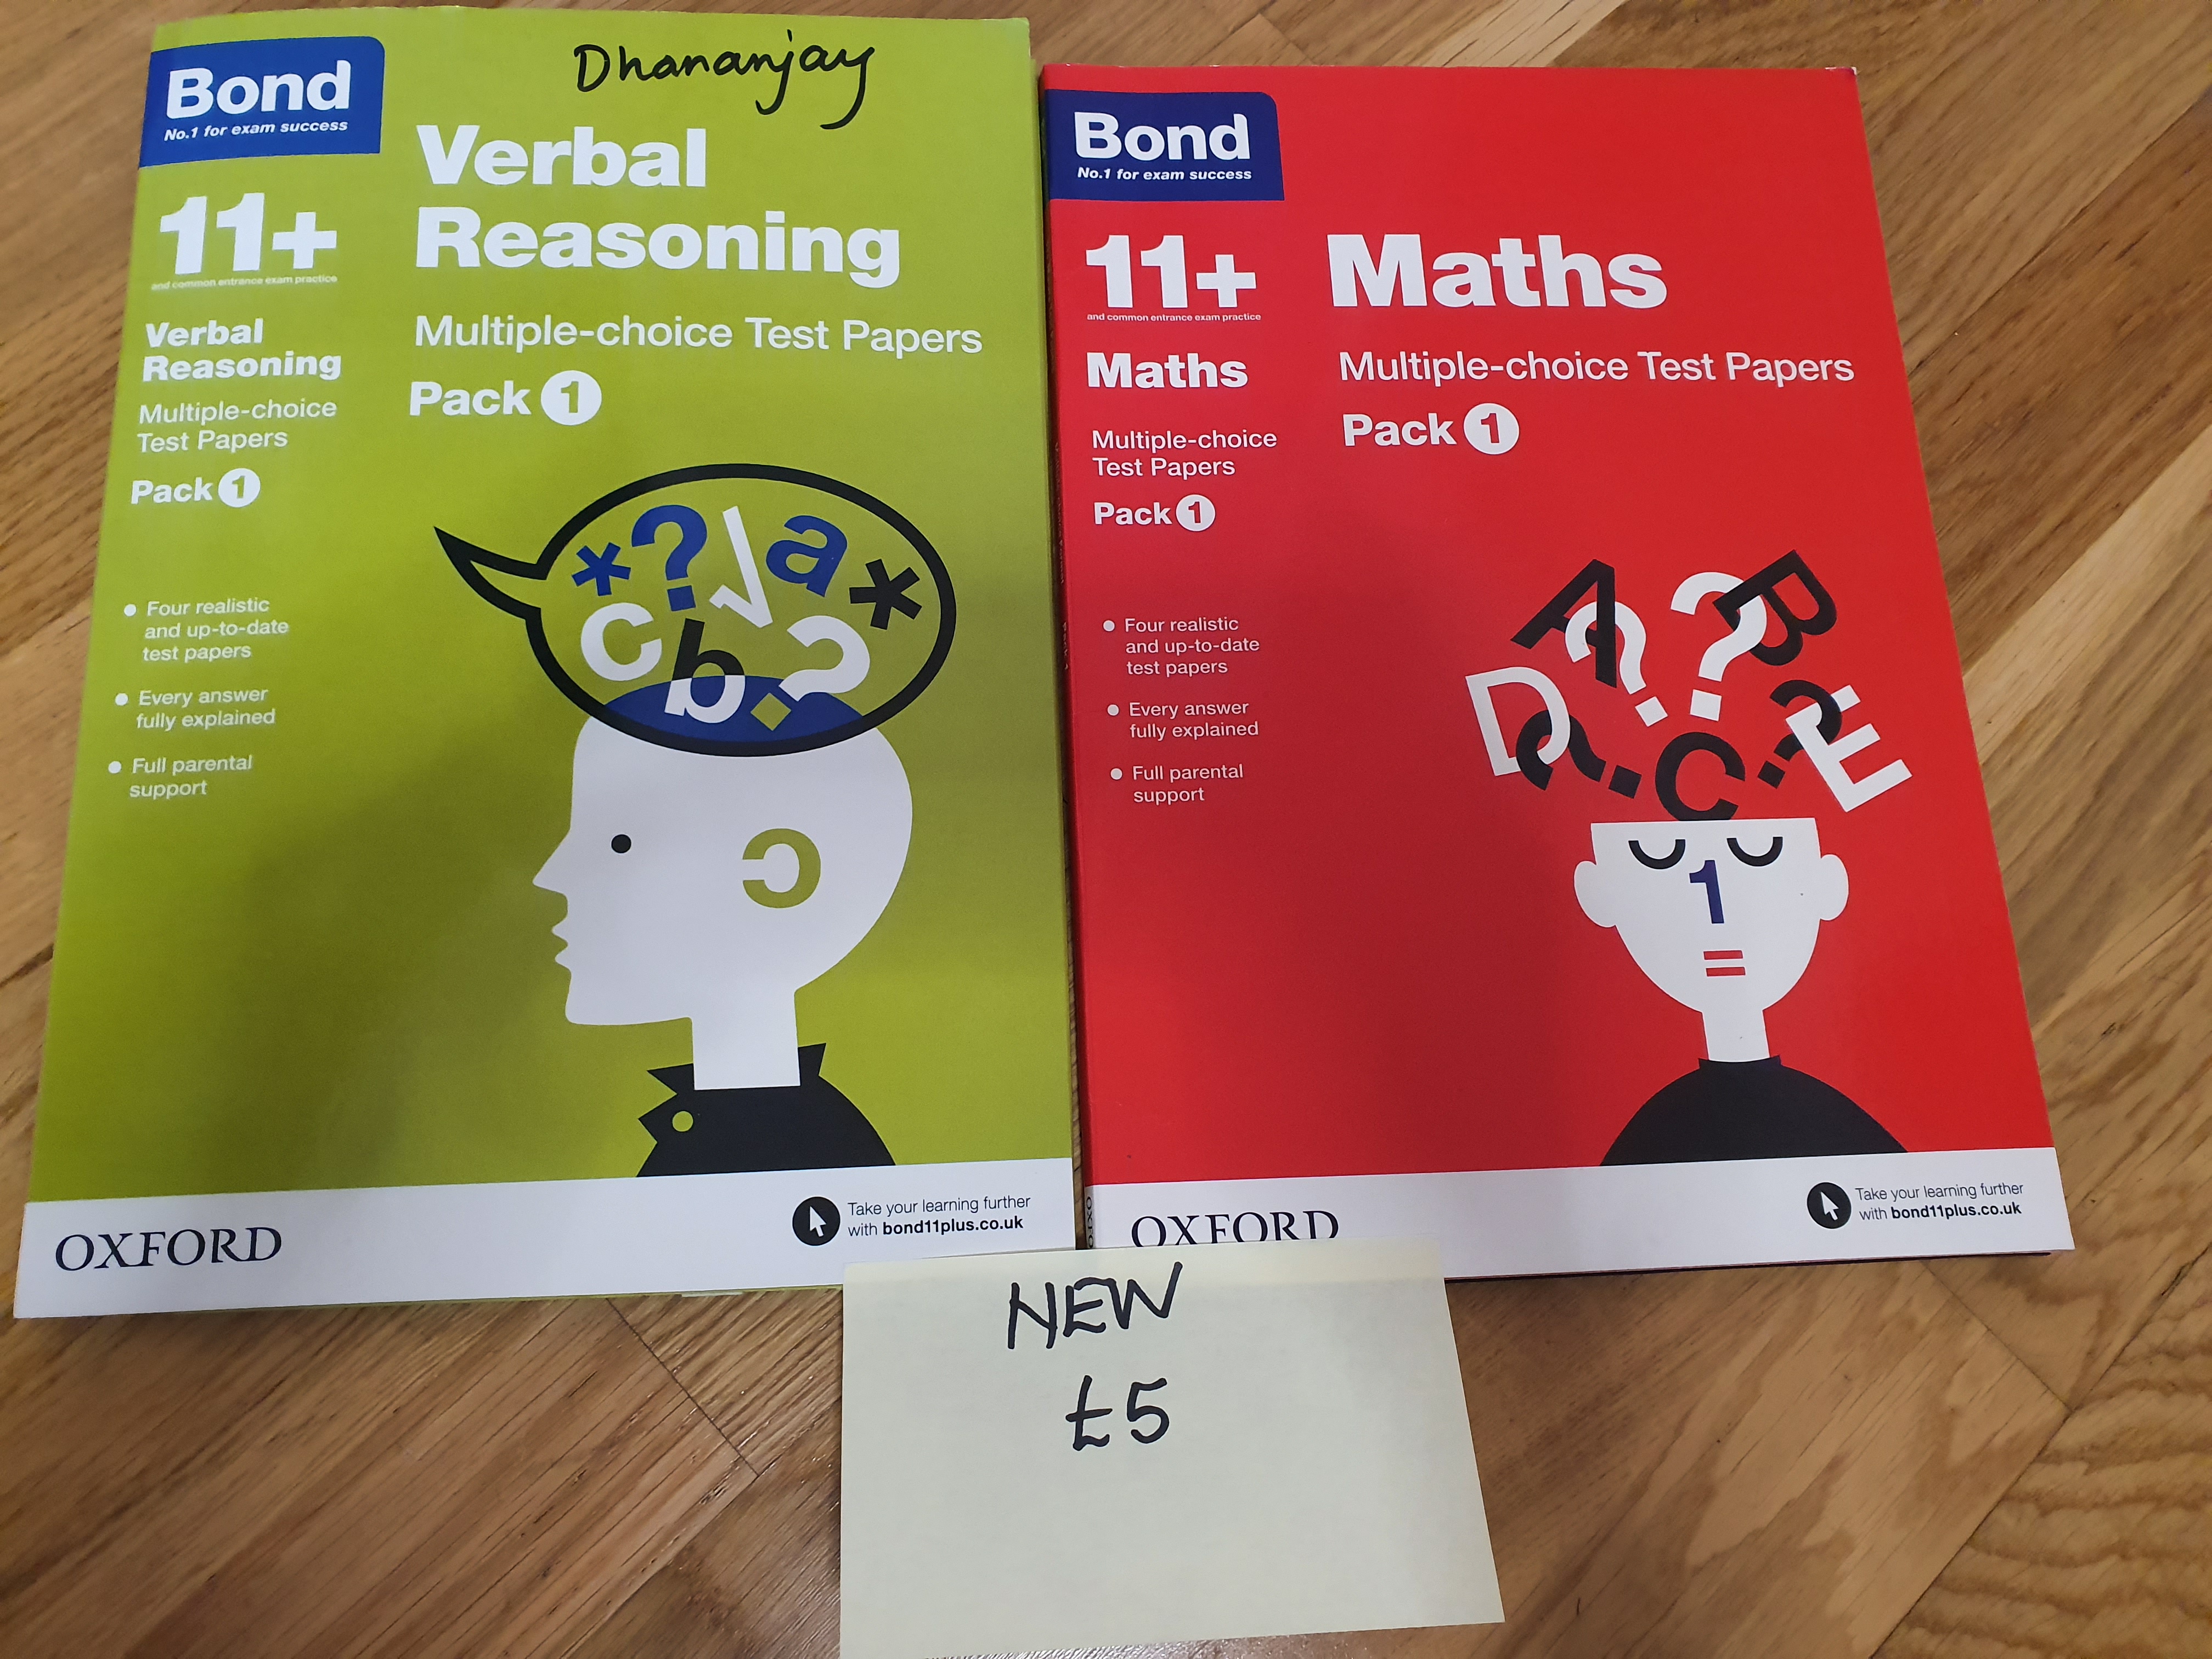 Bond
No.1 for exam success
Dhananjay
11+
and common entrance exam practice
Verbal
Reasoning
Multiple-choice
Test Papers
Pack 1
Verbal
Reasoning
Multiple-choice Test Papers
Pack 1
• Four realistic
and up-to-date
test papers
• Every answer
fully explained
• Full parental
support
* ? √ a *
c b ?
c
OXFORD
Take your learning further
with bond11plus.co.uk
Bond
No.1 for exam success
11+
and common entrance exam practice
Maths
Multiple-choice
Test Papers
Pack 1
Maths
Multiple-choice Test Papers
Pack 1
• Four realistic
and up-to-date
test papers
• Every answer
fully explained
• Full parental
support
A ? ? B
D ? C ? E
1
=
OXFORD
Take your learning further
with bond11plus.co.uk
NEW
£5